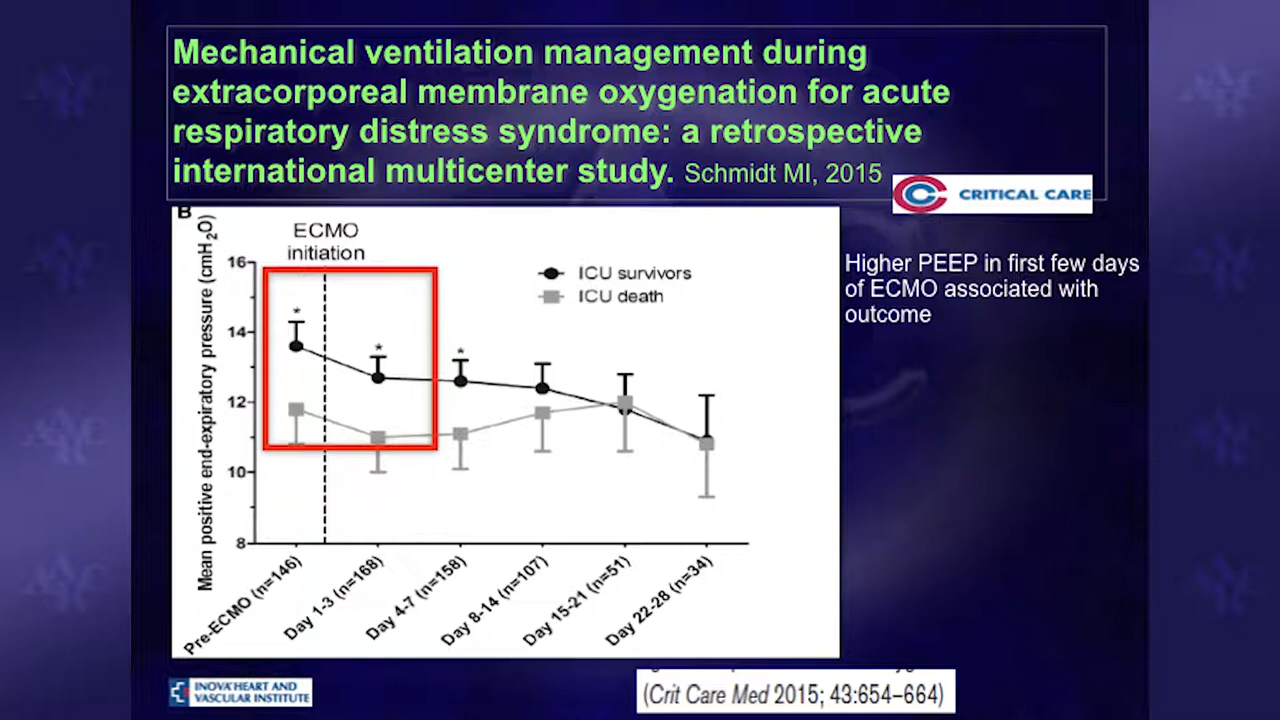 Mechanical ventilation management during
extracorporeal membrane oxygenation for acute
respiratory distress syndrome: a retrospective
international multicenter study. Schmidt MI, 2015
CRITICAL CARE
B
ECMO
initiation
Mean positive end-expiratory pressure (cmH2O)
16
14
12
10
8
*
*
*
ICU survivors
ICU death
Pre-ECMO (n=146)
Day 1-3 (n=168)
Day 4-7 (n=158)
Day 8-14 (n=107)
Day 15-21 (n=51)
Day 22-28 (n=34)
Higher PEEP in first few days
of ECMO associated with
outcome
INOVA HEART AND
VASCULAR INSTITUTE
(Crit Care Med 2015; 43:654–664)